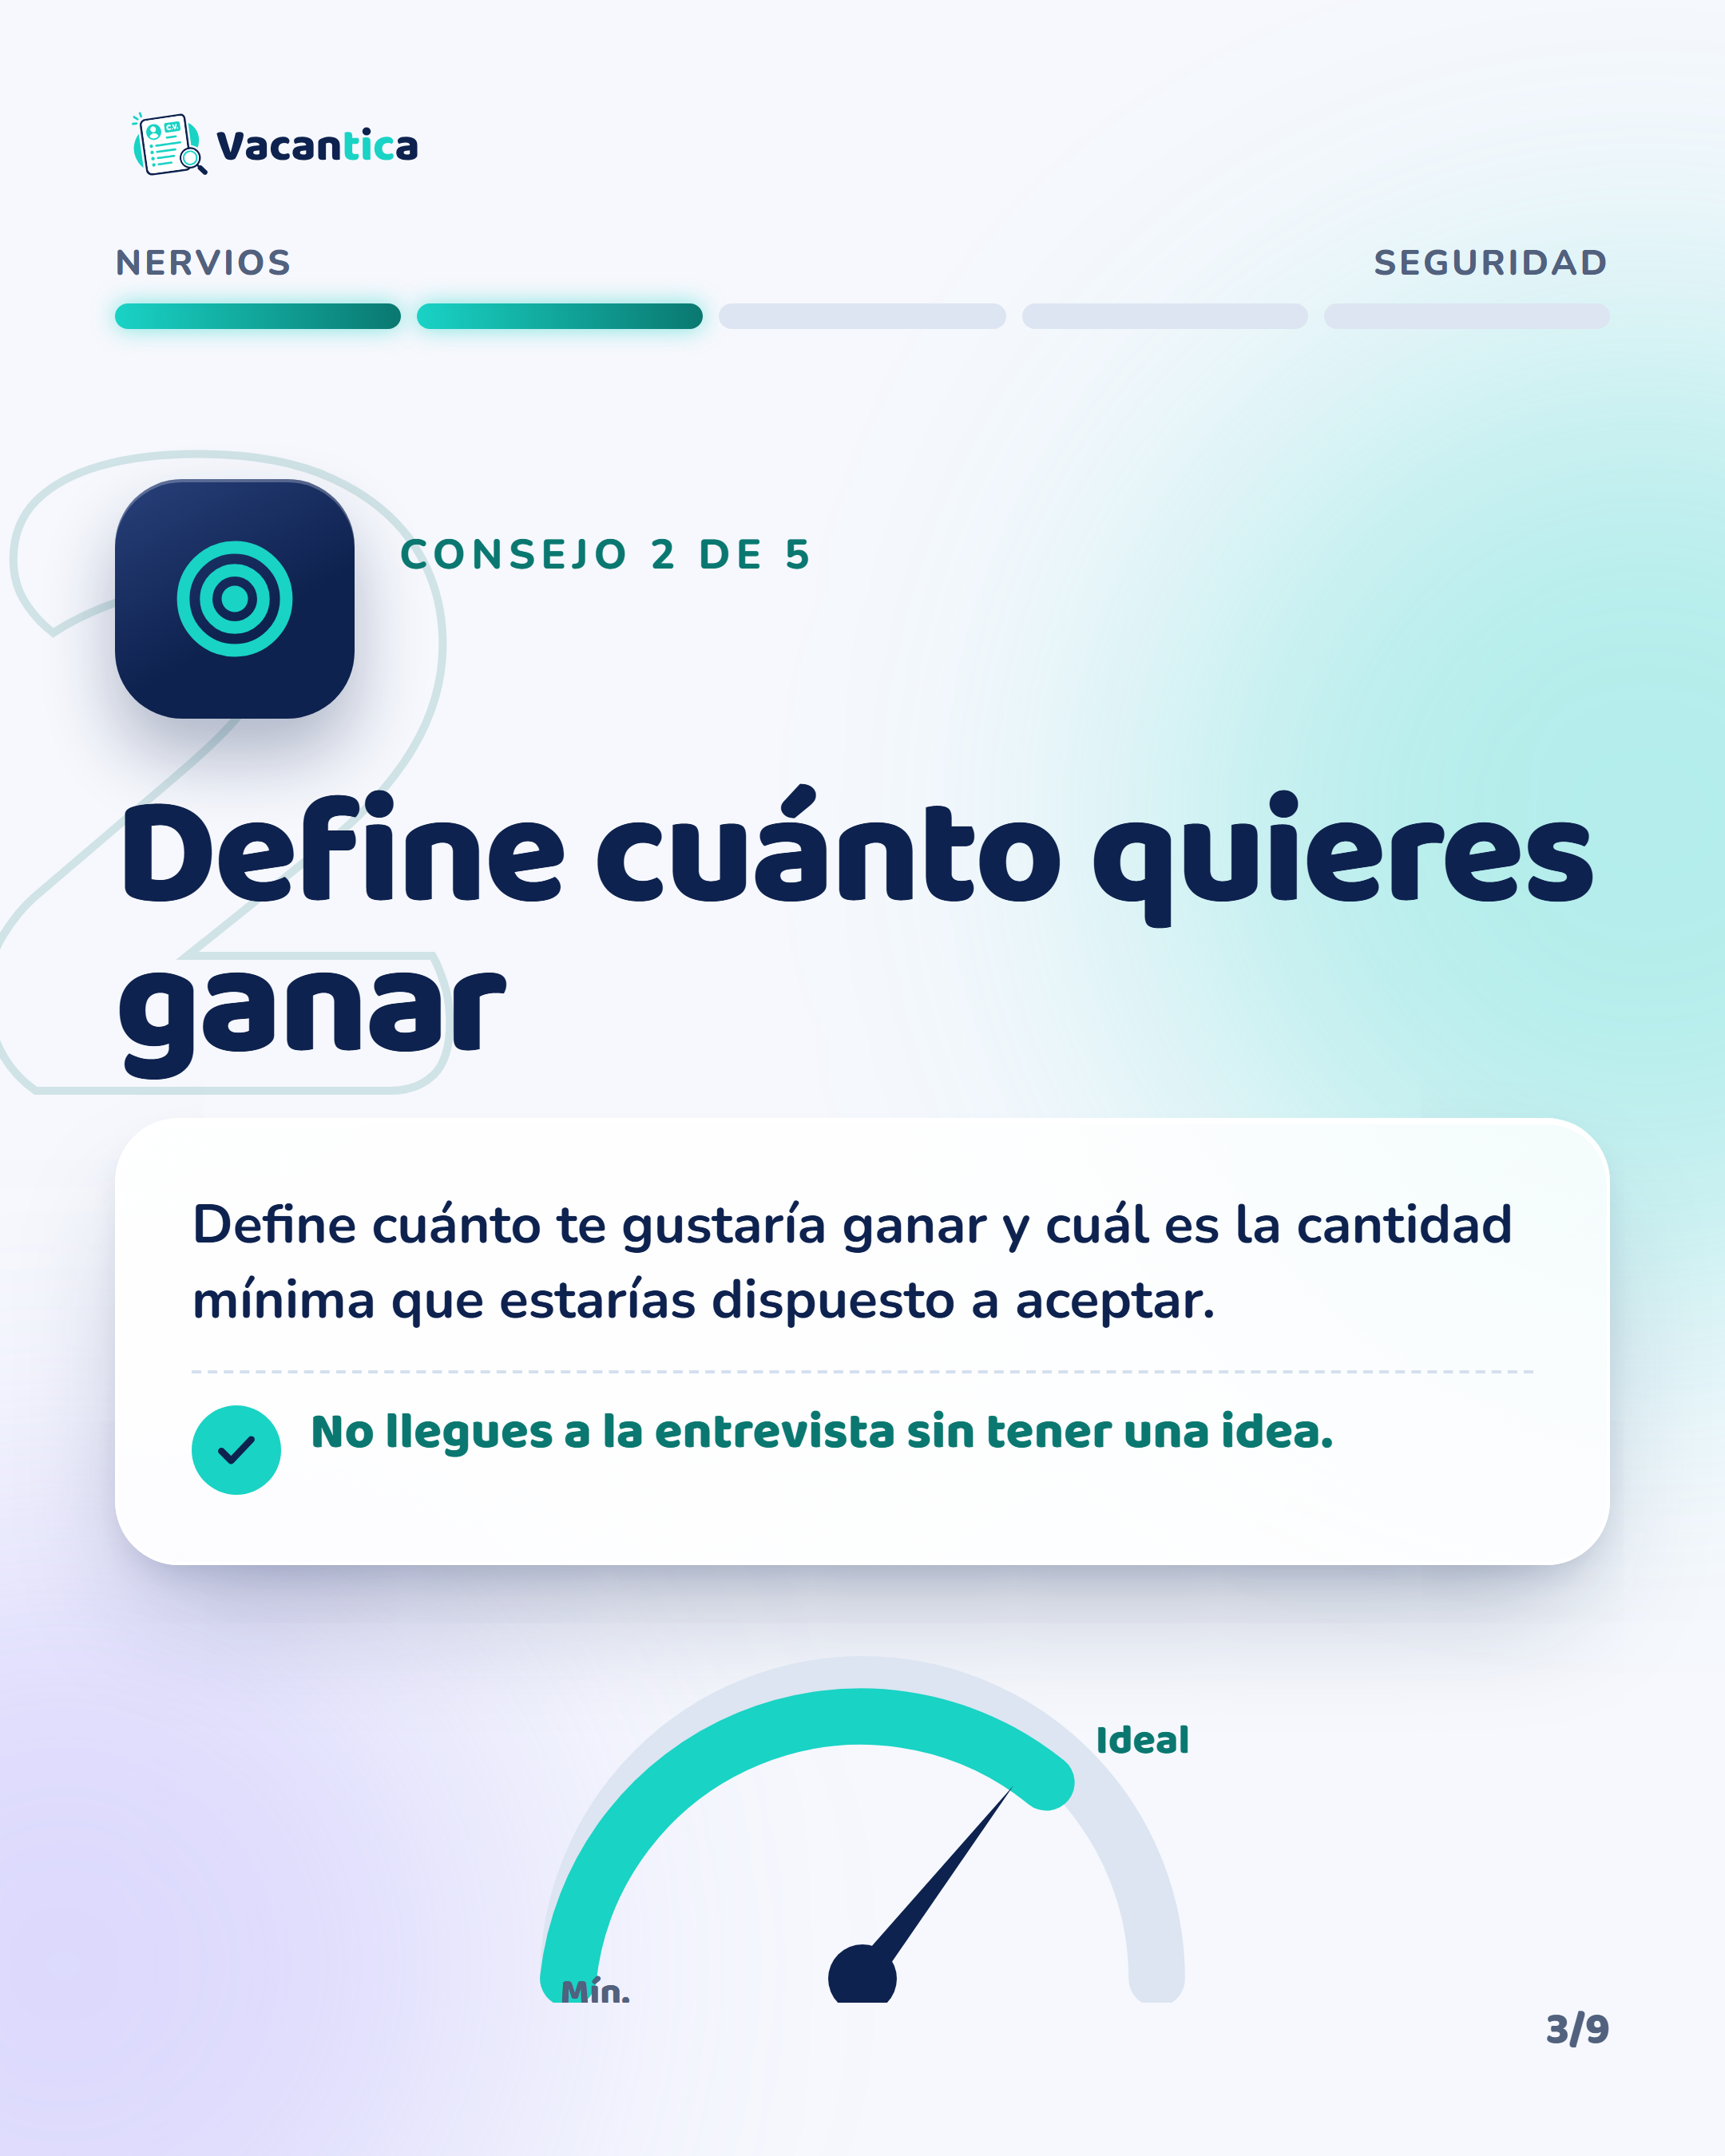 C.V.
Vacantica
NERVIOS
SEGURIDAD
2
CONSEJO 2 DE 5
Define cuánto quieres
ganar
Define cuánto te gustaría ganar y cuál es la cantidad
mínima que estarías dispuesto a aceptar.
No llegues a la entrevista sin tener una idea.
Ideal
Mín.
3/9